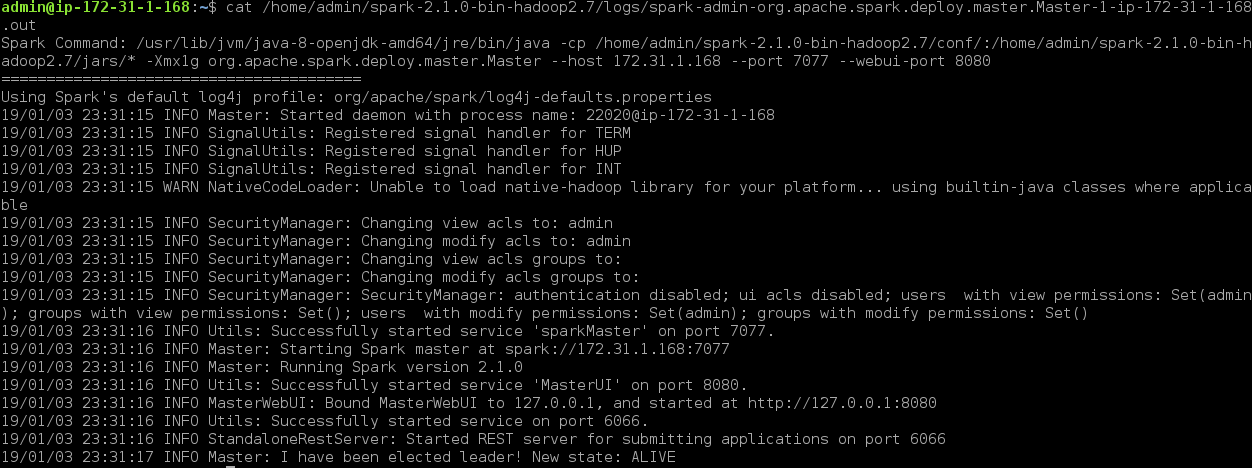 admin@ip-172-31-1-168:~$ cat /home/admin/spark-2.1.0-bin-hadoop2.7/logs/spark-admin-org.apache.spark.deploy.master.Master-1-ip-172-31-1-168
.out
Spark Command: /usr/lib/jvm/java-8-openjdk-amd64/jre/bin/java -cp /home/admin/spark-2.1.0-bin-hadoop2.7/conf/:/home/admin/spark-2.1.0-bin-h
adoop2.7/jars/* -Xmx1g org.apache.spark.deploy.master.Master --host 172.31.1.168 --port 7077 --webui-port 8080
========================================
Using Spark's default log4j profile: org/apache/spark/log4j-defaults.properties
19/01/03 23:31:15 INFO Master: Started daemon with process name: 22020@ip-172-31-1-168
19/01/03 23:31:15 INFO SignalUtils: Registered signal handler for TERM
19/01/03 23:31:15 INFO SignalUtils: Registered signal handler for HUP
19/01/03 23:31:15 INFO SignalUtils: Registered signal handler for INT
19/01/03 23:31:15 WARN NativeCodeLoader: Unable to load native-hadoop library for your platform... using builtin-java classes where applica
ble
19/01/03 23:31:15 INFO SecurityManager: Changing view acls to: admin
19/01/03 23:31:15 INFO SecurityManager: Changing modify acls to: admin
19/01/03 23:31:15 INFO SecurityManager: Changing view acls groups to:
19/01/03 23:31:15 INFO SecurityManager: Changing modify acls groups to:
19/01/03 23:31:15 INFO SecurityManager: SecurityManager: authentication disabled; ui acls disabled; users  with view permissions: Set(admin
); groups with view permissions: Set(); users  with modify permissions: Set(admin); groups with modify permissions: Set()
19/01/03 23:31:16 INFO Utils: Successfully started service 'sparkMaster' on port 7077.
19/01/03 23:31:16 INFO Master: Starting Spark master at spark://172.31.1.168:7077
19/01/03 23:31:16 INFO Master: Running Spark version 2.1.0
19/01/03 23:31:16 INFO Utils: Successfully started service 'MasterUI' on port 8080.
19/01/03 23:31:16 INFO MasterWebUI: Bound MasterWebUI to 127.0.0.1, and started at http://127.0.0.1:8080
19/01/03 23:31:16 INFO Utils: Successfully started service on port 6066.
19/01/03 23:31:16 INFO StandaloneRestServer: Started REST server for submitting applications on port 6066
19/01/03 23:31:17 INFO Master: I have been elected leader! New state: ALIVE